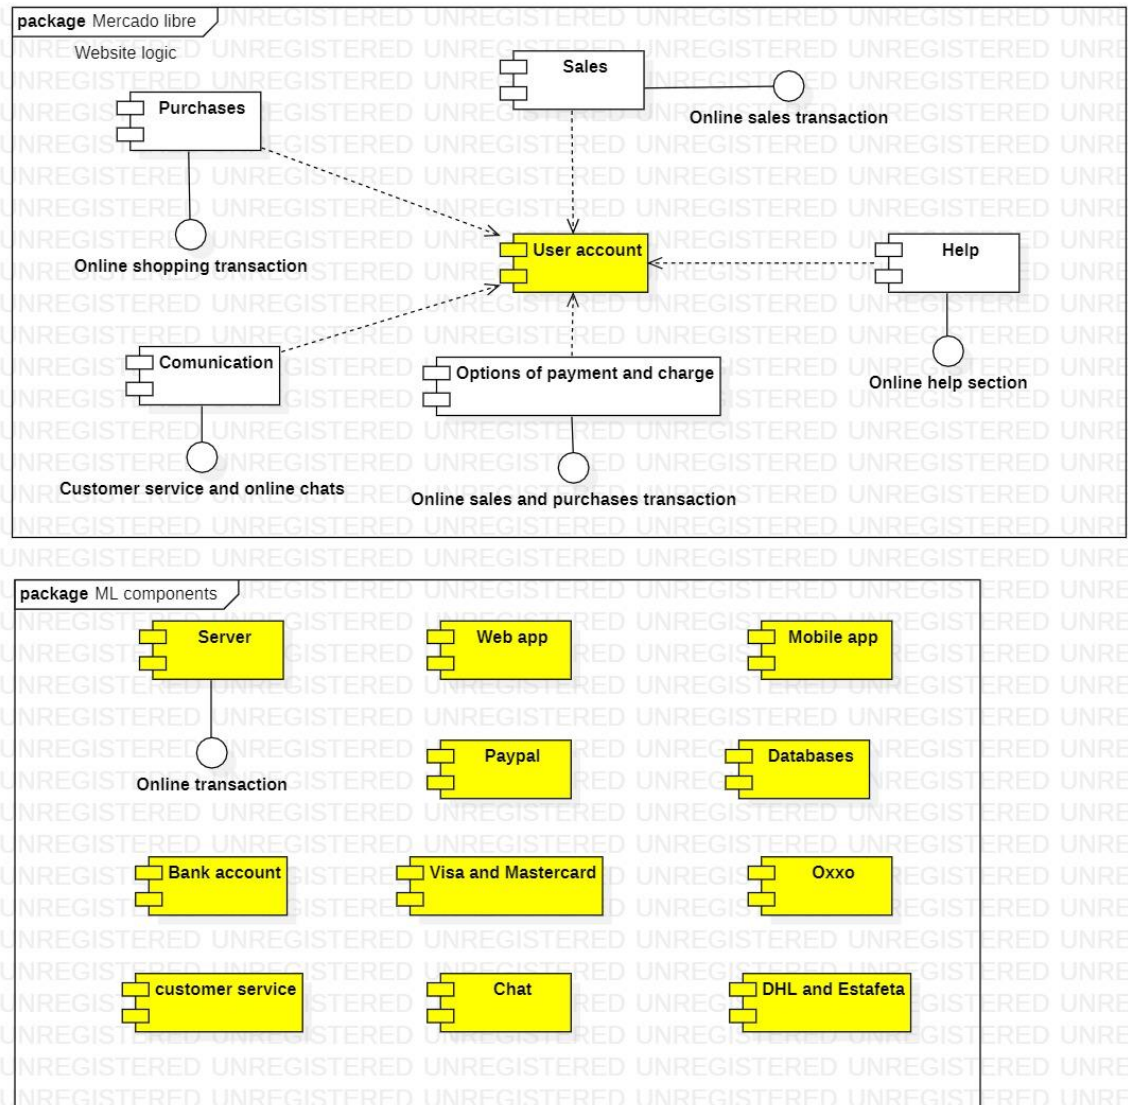 package Mercado libre
Website logic
Sales
Purchases
Online sales transaction
User account
Help
Online shopping transaction
Comunication
Options of payment and charge
Online help section
Customer service and online chats
Online sales and purchases transaction
package ML components
Server
Web app
Mobile app
Paypal
Databases
Online transaction
Bank account
Visa and Mastercard
Oxxo
customer service
Chat
DHL and Estafeta
UNREGISTERED